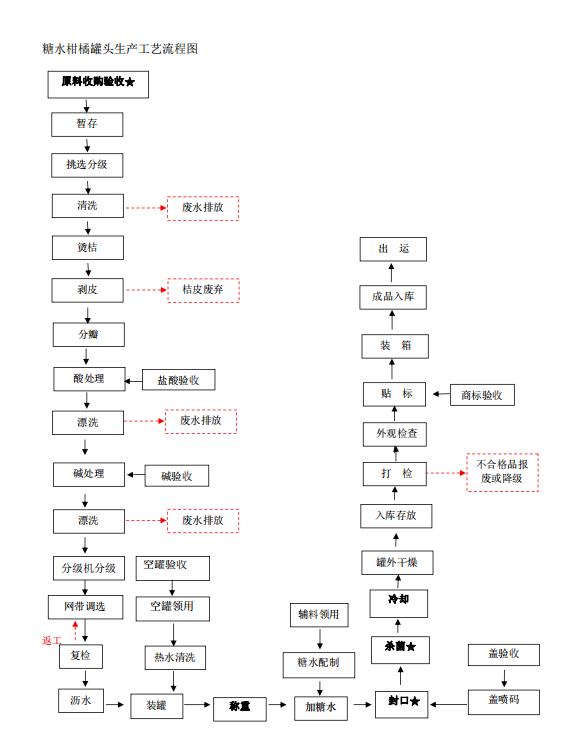 糖水柑橘罐头生产工艺流程图
原料收购验收★
暂存
挑选分级
清洗
废水排放
烫桔
剥皮
桔皮废弃
分瓣
酸处理
盐酸验收
漂洗
废水排放
碱处理
碱验收
漂洗
废水排放
分级机分级
空罐验收
网带调选
空罐领用
返工
复检
热水清洗
沥水
装罐
称重
辅料领用
糖水配制
加糖水
出 运
成品入库
装 箱
贴 标
商标验收
外观检查
打 检
不合格品报
废或降级
入库存放
罐外干燥
冷却
杀菌★
盖验收
封口★
盖喷码